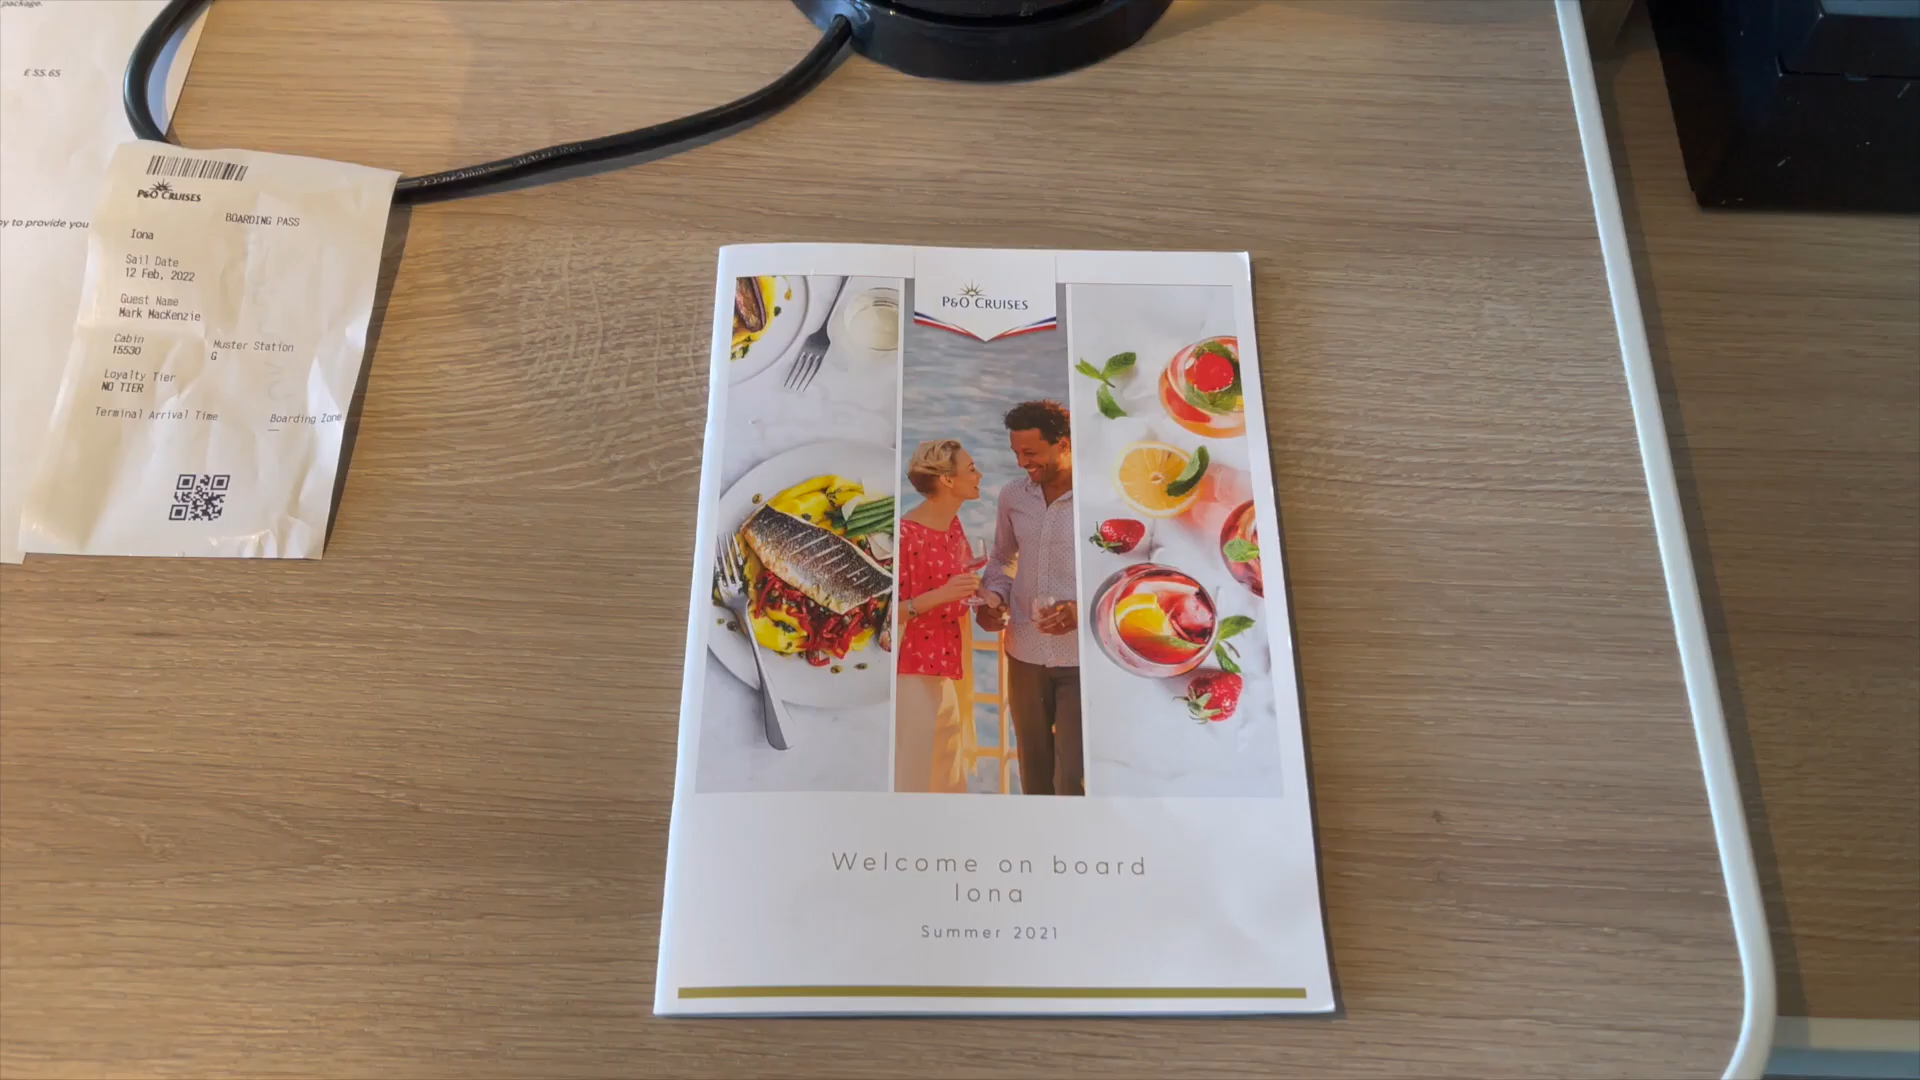 package.
£ 55.65
py to provide you
P&O CRUISES
BOARDING PASS
Iona
Sail Date
12 Feb, 2022
Guest Name
Mark MacKenzie
Cabin
15530
Muster Station
G
Loyalty Tier
NO TIER
Terminal Arrival Time
Boarding Zone
P&O CRUISES
Welcome on board
Iona
Summer 2021